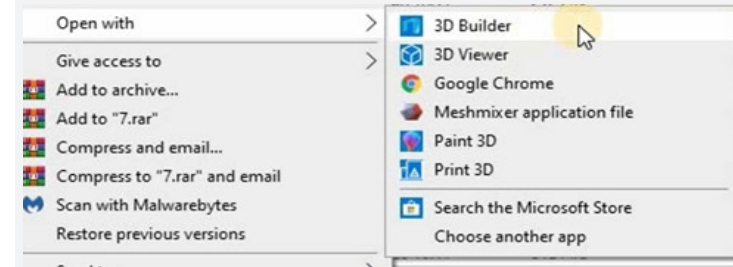 Open with
Give access to
Add to archive...
Add to "7.rar"
Compress and email...
Compress to "7.rar" and email
Scan with Malwarebytes
Restore previous versions
3D Builder
3D Viewer
Google Chrome
Meshmixer application file
Paint 3D
Print 3D
Search the Microsoft Store
Choose another app